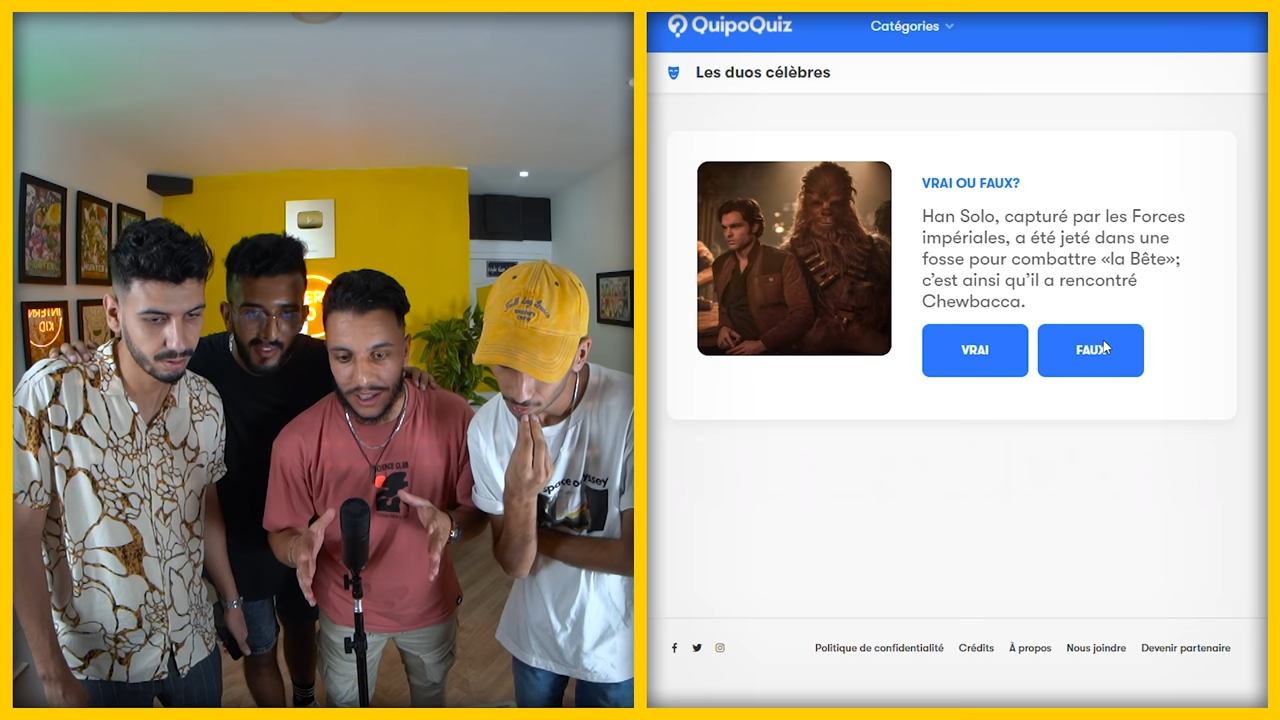 QuipoQuiz
Catégories
Les duos célèbres
VRAI OU FAUX?
Han Solo, capturé par les Forces
impériales, a été jeté dans une
fosse pour combattre «la Bête»;
c'est ainsi qu'il a rencontré
Chewbacca.
VRAI
FAUX
Politique de confidentialité
Crédits
À propos
Nous joindre
Devenir partenaire